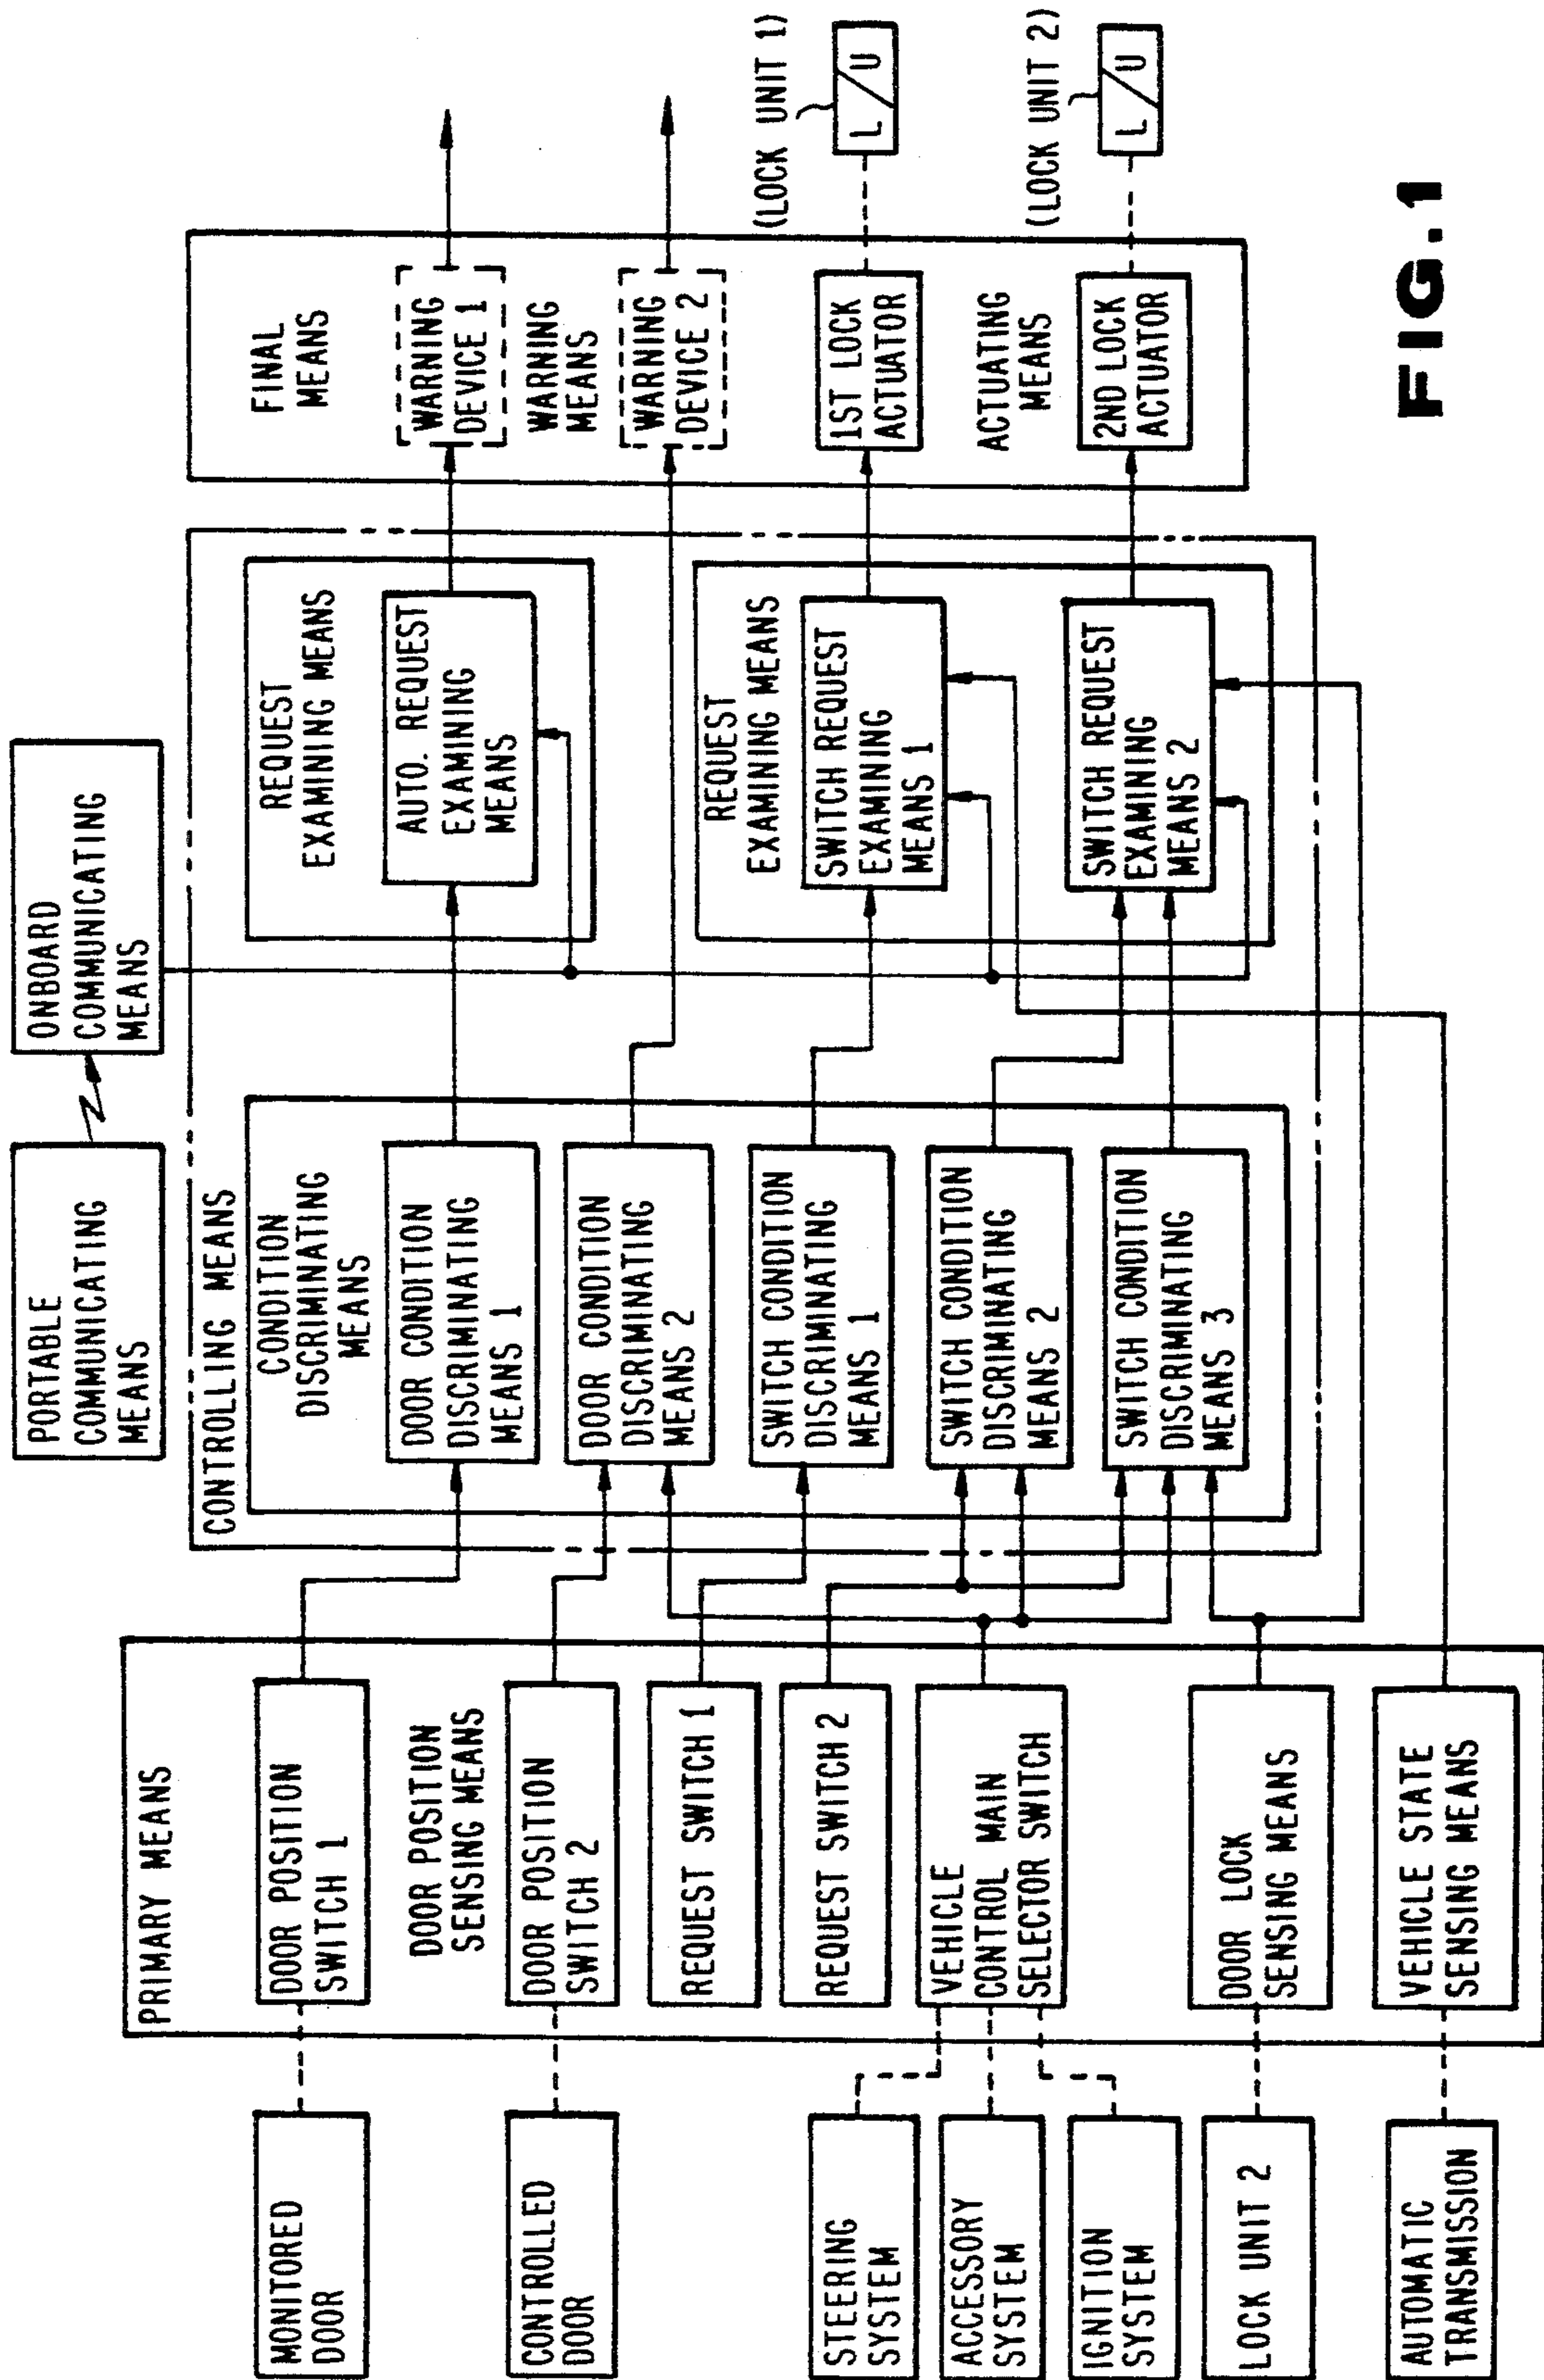 PORTABLE
COMMUNICATING
MEANS
ONBOARD
COMMUNICATING
MEANS
MONITORED
DOOR
CONTROLLED
DOOR
STEERING
SYSTEM
ACCESSORY
SYSTEM
IGNITION
SYSTEM
LOCK UNIT 2
AUTOMATIC
TRANSMISSION
PRIMARY MEANS
DOOR POSITION
SWITCH 1
DOOR POSITION
SENSING MEANS
DOOR POSITION
SWITCH 2
REQUEST SWITCH 1
REQUEST SWITCH 2
VEHICLE
CONTROL MAIN
SELECTOR SWITCH
DOOR LOCK
SENSING MEANS
VEHICLE STATE
SENSING MEANS
CONTROLLING MEANS
CONDITION
DISCRIMINATING
MEANS
DOOR CONDITION
DISCRIMINATING
MEANS 1
DOOR CONDITION
DISCRIMINATING
MEANS 2
SWITCH CONDITION
DISCRIMINATING
MEANS 1
SWITCH CONDITION
DISCRIMINATING
MEANS 2
SWITCH CONDITION
DISCRIMINATING
MEANS 3
REQUEST
EXAMINING MEANS
AUTO. REQUEST
EXAMINING
MEANS
REQUEST
EXAMINING MEANS
SWITCH REQUEST
EXAMINING
MEANS 1
SWITCH REQUEST
EXAMINING
MEANS 2
FINAL
MEANS
WARNING
DEVICE 1
WARNING
MEANS
WARNING
DEVICE 2
1ST LOCK
ACTUATOR
ACTUATING
MEANS
2ND LOCK
ACTUATOR
(LOCK UNIT 1)
L/U
(LOCK UNIT 2)
L/U
FIG.1